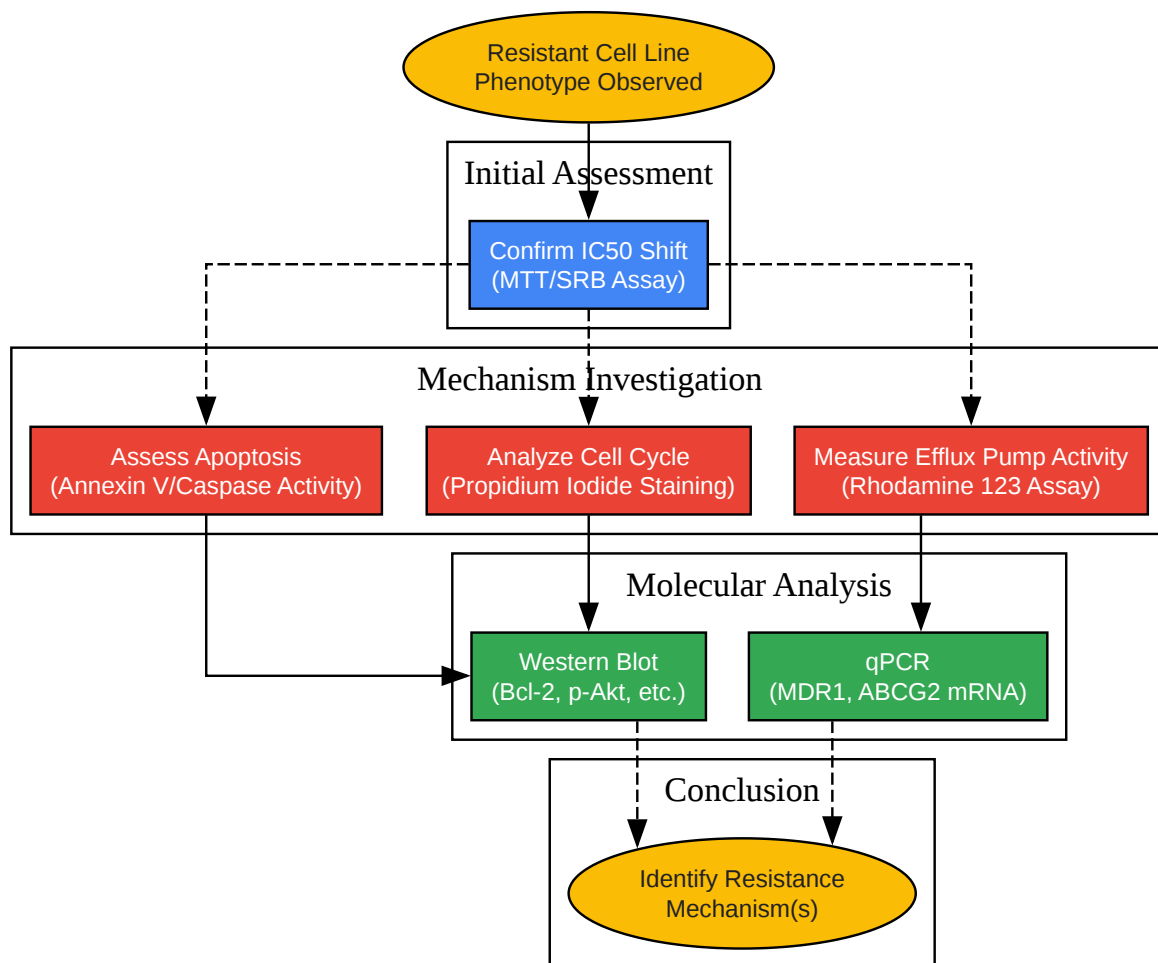 Resistant Cell Line
Phenotype Observed
Initial Assessment
Confirm IC50 Shift
(MTT/SRB Assay)
Mechanism Investigation
Assess Apoptosis
(Annexin V/Caspase Activity)
Analyze Cell Cycle
(Propidium Iodide Staining)
Measure Efflux Pump Activity
(Rhodamine 123 Assay)
Molecular Analysis
Western Blot
(Bcl-2, p-Akt, etc.)
qPCR
(MDR1, ABCG2 mRNA)
Conclusion
Identify Resistance
Mechanism(s)